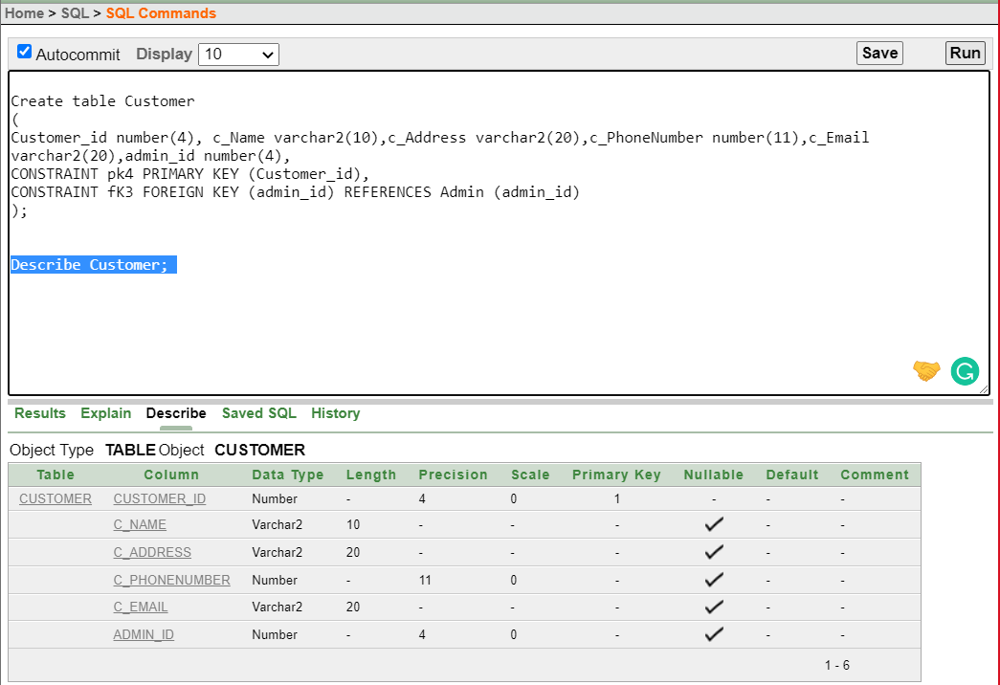 Home > SQL > SQL Commands
Autocommit Display 10 Save Run
Create table Customer
(
Customer_id number(4), c_Name varchar2(10),c_Address varchar2(20),c_PhoneNumber number(11),c_Email
varchar2(20),admin_id number(4),
CONSTRAINT pk4 PRIMARY KEY (Customer_id),
CONSTRAINT fK3 FOREIGN KEY (admin_id) REFERENCES Admin (admin_id)
);
Describe Customer;
Results Explain Describe Saved SQL History
Object Type TABLE Object CUSTOMER
Table Column Data Type Length Precision Scale Primary Key Nullable Default Comment
CUSTOMER CUSTOMER_ID Number - 4 0 1 - - -
C_NAME Varchar2 10 - - - ✓ - -
C_ADDRESS Varchar2 20 - - - ✓ - -
C_PHONENUMBER Number - 11 0 - ✓ - -
C_EMAIL Varchar2 20 - - - ✓ - -
ADMIN_ID Number - 4 0 - ✓ - -
1 - 6